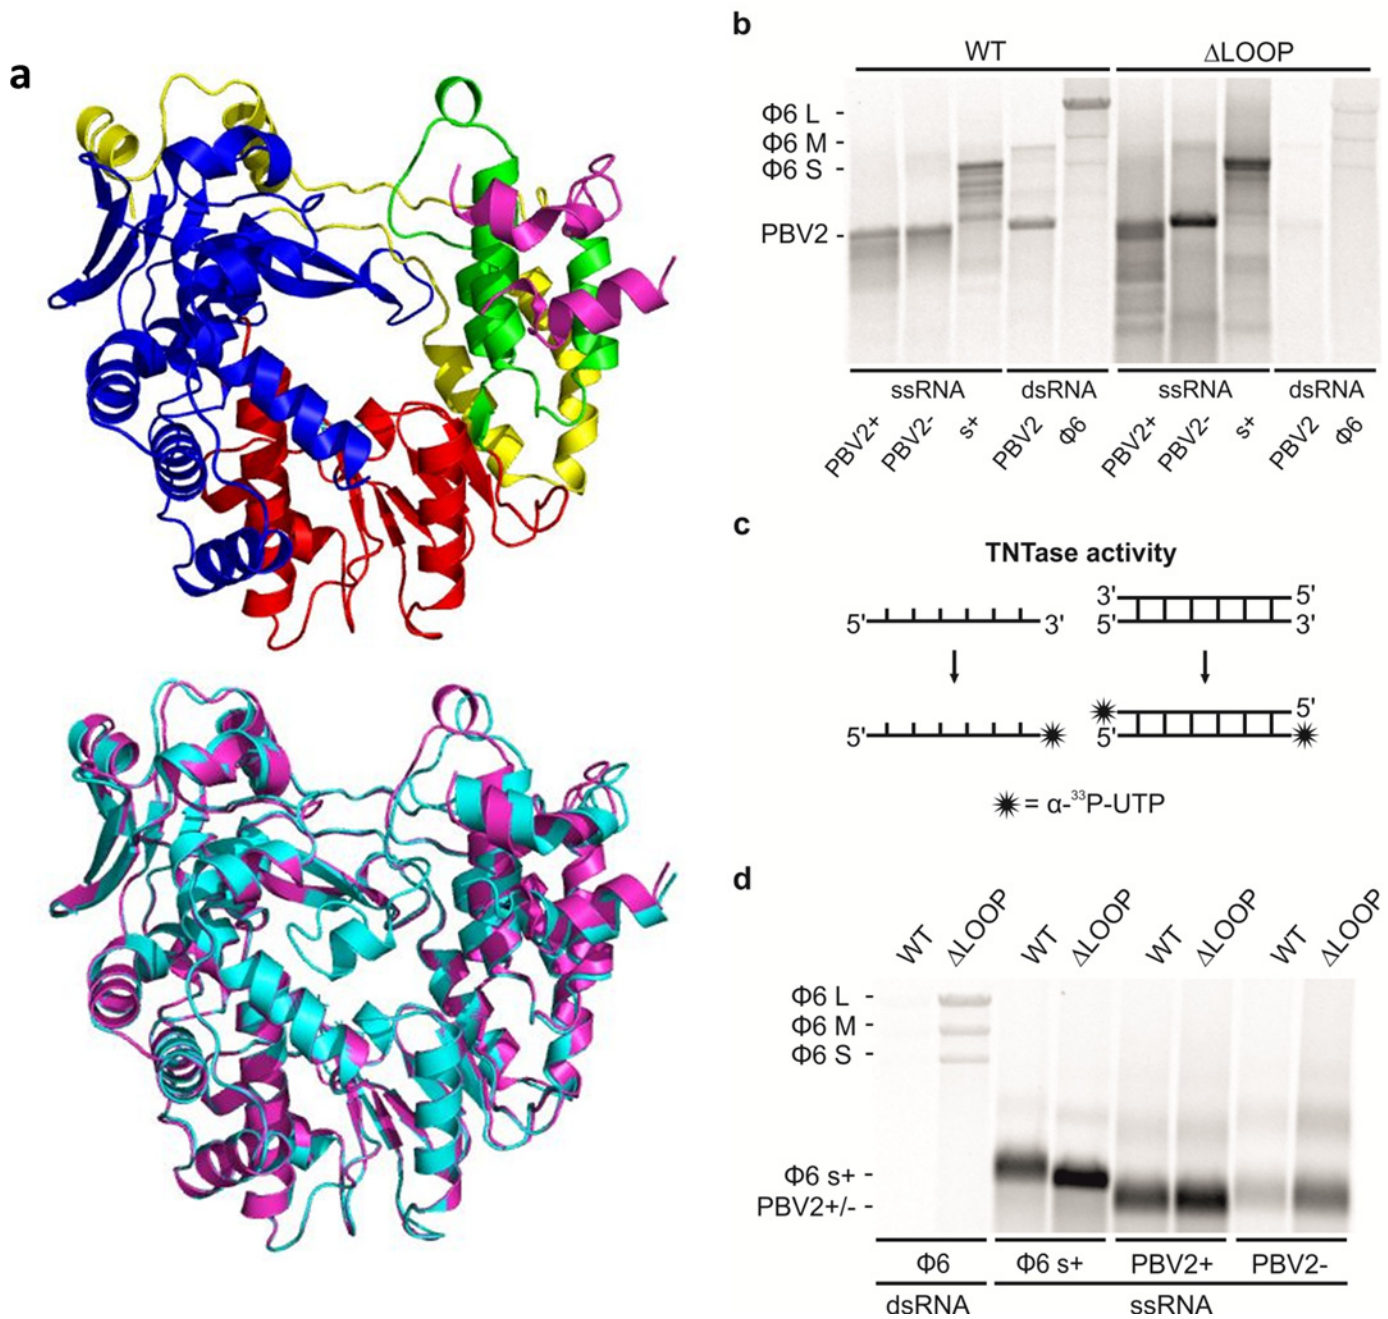 a
b
WT ΔLOOP
Φ6 L -
Φ6 M -
Φ6 S -
PBV2 -
ssRNA dsRNA ssRNA dsRNA
PBV2+ PBV2- s+ PBV2 Φ6 PBV2+ PBV2- s+ PBV2 Φ6
c
TNTase activity
3' 5'
5' 3' 5' 3'
5'
5' 5'
= α-³³P-UTP
d
WT ΔLOOP WT ΔLOOP WT ΔLOOP WT ΔLOOP
Φ6 L -
Φ6 M -
Φ6 S -
Φ6 s+ -
PBV2+/- -
Φ6 Φ6 s+ PBV2+ PBV2-
dsRNA ssRNA